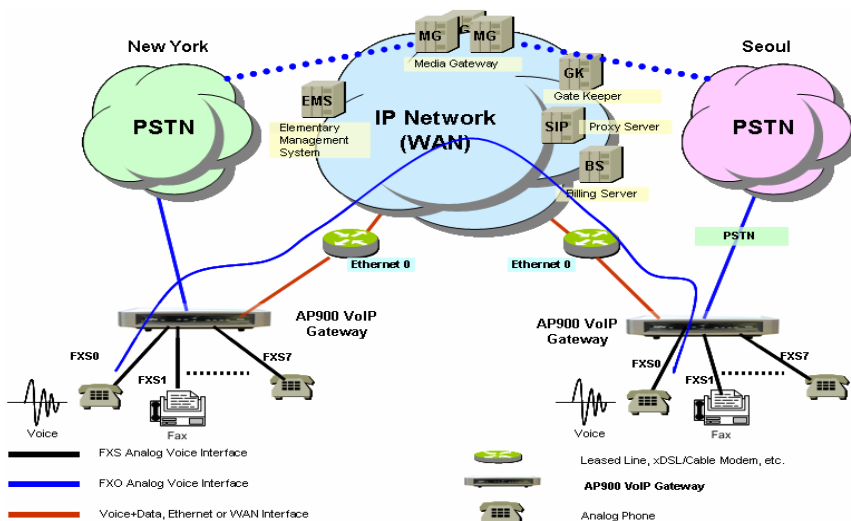 New York
PSTN
IP Network
(WAN)
MG
G
MG
Media Gateway
GK
Gate Keeper
EMS
Elementary
Management
System
SIP
Proxy Server
BS
Billing Server
Seoul
PSTN
PSTN
Ethernet 0
Ethernet 0
AP900 VoIP
Gateway
AP900 VoIP
Gateway
FXS0
FXS1
FXS7
Voice
Fax
FXS0
FXS1
FXS7
Voice
Fax
FXS Analog Voice Interface
FXO Analog Voice Interface
Voice+Data, Ethernet or WAN Interface
Leased Line, xDSL/Cable Modem, etc.
AP900 VoIP Gateway
Analog Phone